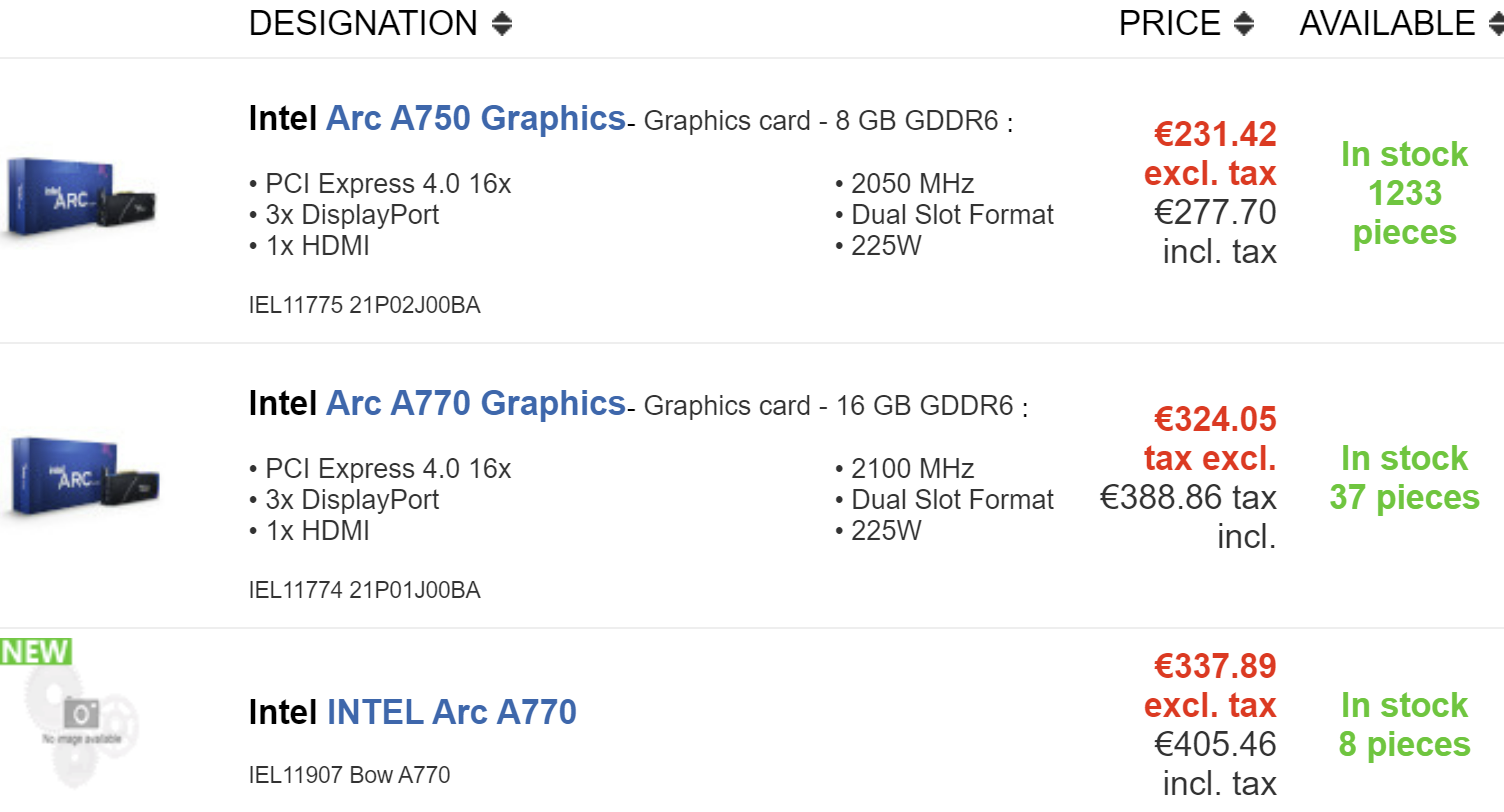 DESIGNATION PRICE AVAILABLE
Intel Arc A750 Graphics- Graphics card - 8 GB GDDR6 :
• PCI Express 4.0 16x
• 3x DisplayPort
• 1x HDMI
• 2050 MHz
• Dual Slot Format
• 225W
IEL11775 21P02J00BA
€231.42
excl. tax
€277.70
incl. tax
In stock
1233
pieces
intel
ARC
Intel Arc A770 Graphics- Graphics card - 16 GB GDDR6 :
• PCI Express 4.0 16x
• 3x DisplayPort
• 1x HDMI
• 2100 MHz
• Dual Slot Format
• 225W
IEL11774 21P01J00BA
€324.05
tax excl.
€388.86 tax
incl.
In stock
37 pieces
intel
ARC
NEW
No image available
Intel INTEL Arc A770
IEL11907 Bow A770
€337.89
excl. tax
€405.46
incl. tax
In stock
8 pieces